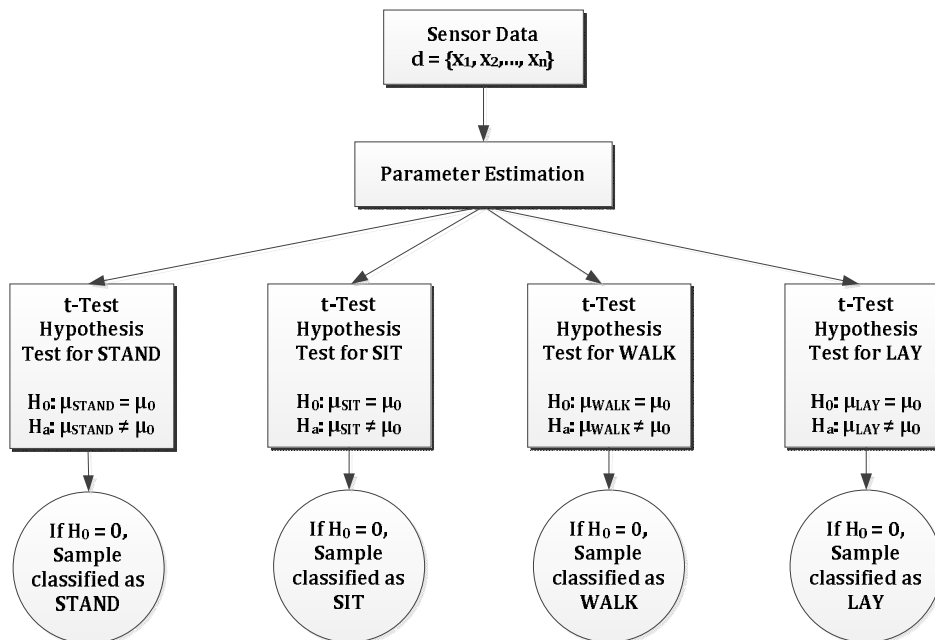 Sensor Data
d = {x₁, x₂,..., xₙ}
Parameter Estimation
t-Test
Hypothesis
Test for STAND
H₀: μSTAND = μ₀
Hₐ: μSTAND ≠ μ₀
t-Test
Hypothesis
Test for SIT
H₀: μSIT = μ₀
Hₐ: μSIT ≠ μ₀
t-Test
Hypothesis
Test for WALK
H₀: μWALK = μ₀
Hₐ: μWALK ≠ μ₀
t-Test
Hypothesis
Test for LAY
H₀: μLAY = μ₀
Hₐ: μLAY ≠ μ₀
If H₀ = 0,
Sample
classified as
STAND
If H₀ = 0,
Sample
classified as
SIT
If H₀ = 0,
Sample
classified as
WALK
If H₀ = 0,
Sample
classified as
LAY